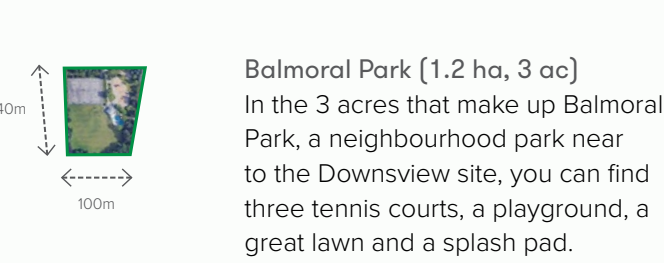 Balmoral Park (1.2 ha, 3 ac)
In the 3 acres that make up Balmoral
Park, a neighbourhood park near
to the Downsview site, you can find
three tennis courts, a playground, a
great lawn and a splash pad.
40m
100m